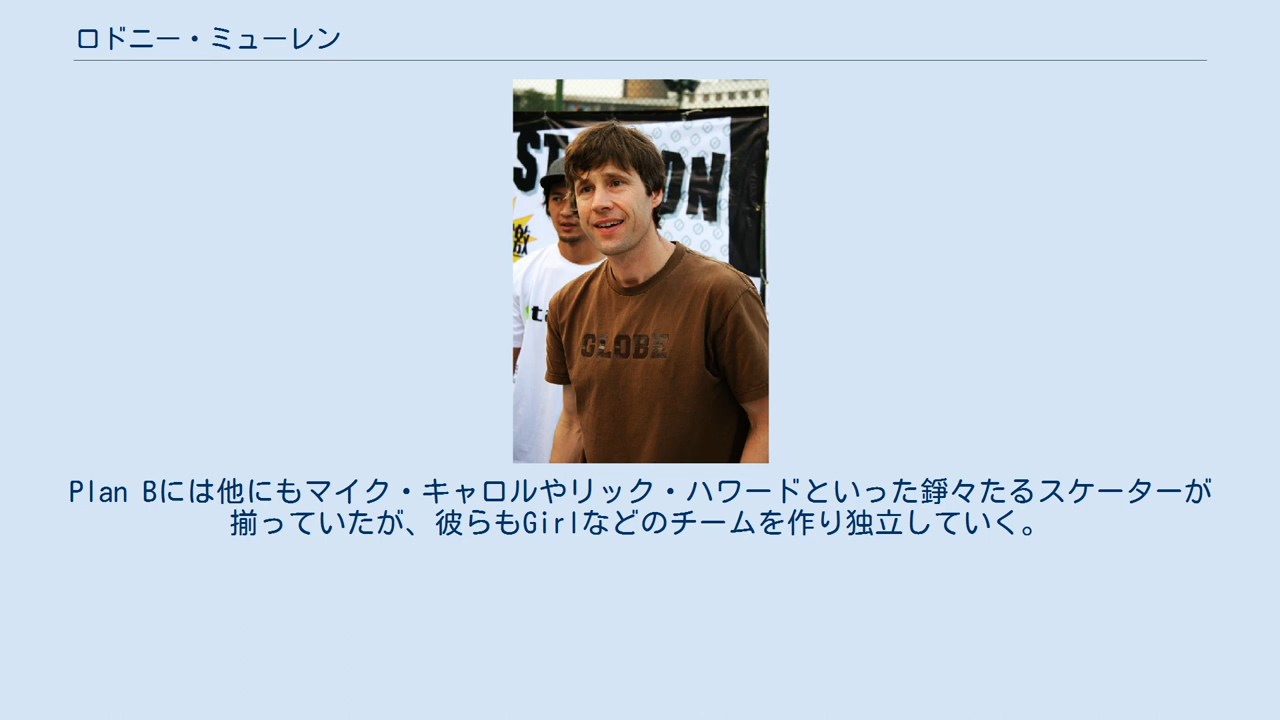 ロドニー・ミューレン
GLOBE
Plan Bには他にもマイク・キャロルやリック・ハワードといった錚々たるスケーターが
揃っていたが、彼らもGirlなどのチームを作り独立していく。